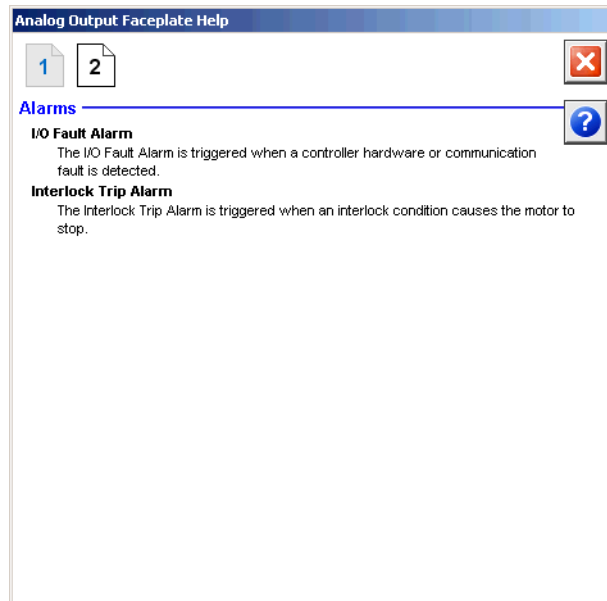 Analog Output Faceplate Help
1 2
Alarms
?
I/O Fault Alarm
The I/O Fault Alarm is triggered when a controller hardware or communication
fault is detected.
Interlock Trip Alarm
The Interlock Trip Alarm is triggered when an interlock condition causes the motor to
stop.